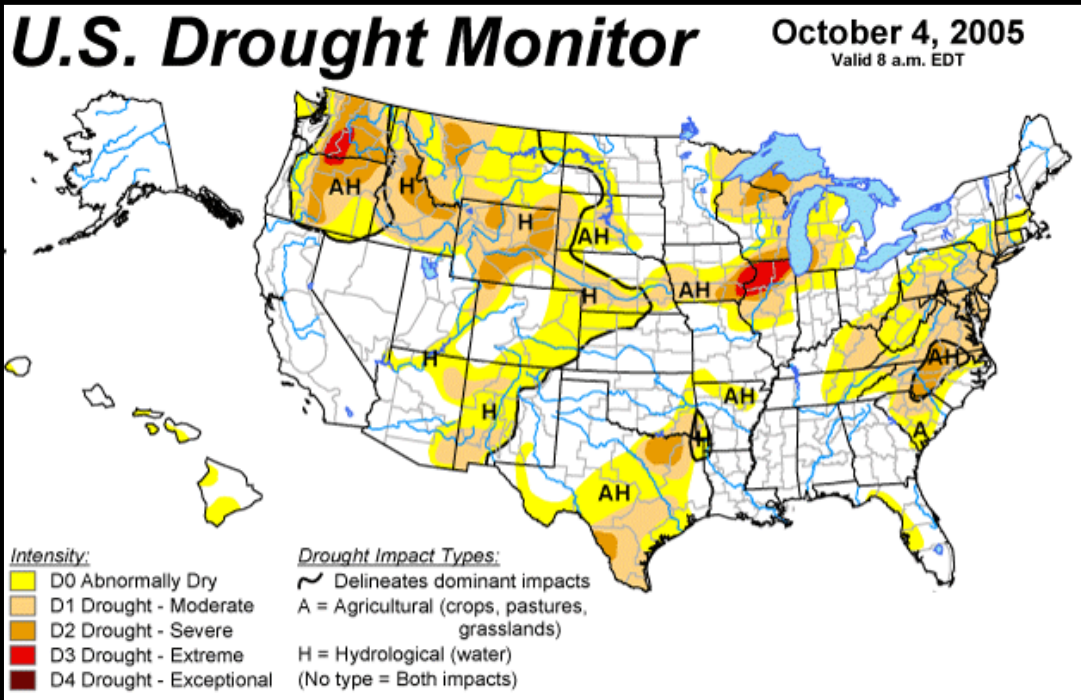 U.S. Drought Monitor
October 4, 2005
Valid 8 a.m. EDT
AH
H
H
AH
H
AH
H
H
AH
H
AH
A
AH
H
A
Intensity:
D0 Abnormally Dry
D1 Drought - Moderate
D2 Drought - Severe
D3 Drought - Extreme
D4 Drought - Exceptional
Drought Impact Types:
Delineates dominant impacts
A = Agricultural (crops, pastures,
grasslands)
H = Hydrological (water)
(No type = Both impacts)